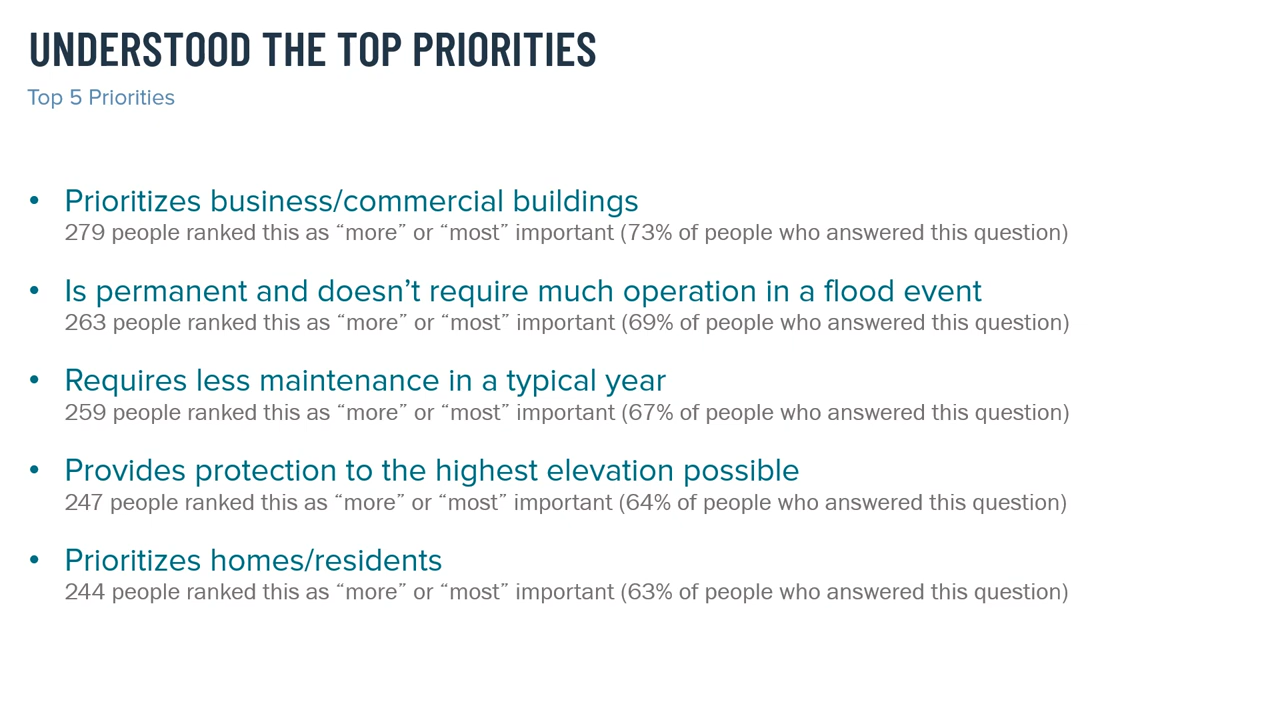 UNDERSTOOD THE TOP PRIORITIES
Top 5 Priorities
• Prioritizes business/commercial buildings
279 people ranked this as “more” or “most” important (73% of people who answered this question)
• Is permanent and doesn’t require much operation in a flood event
263 people ranked this as “more” or “most” important (69% of people who answered this question)
• Requires less maintenance in a typical year
259 people ranked this as “more” or “most” important (67% of people who answered this question)
• Provides protection to the highest elevation possible
247 people ranked this as “more” or “most” important (64% of people who answered this question)
• Prioritizes homes/residents
244 people ranked this as “more” or “most” important (63% of people who answered this question)